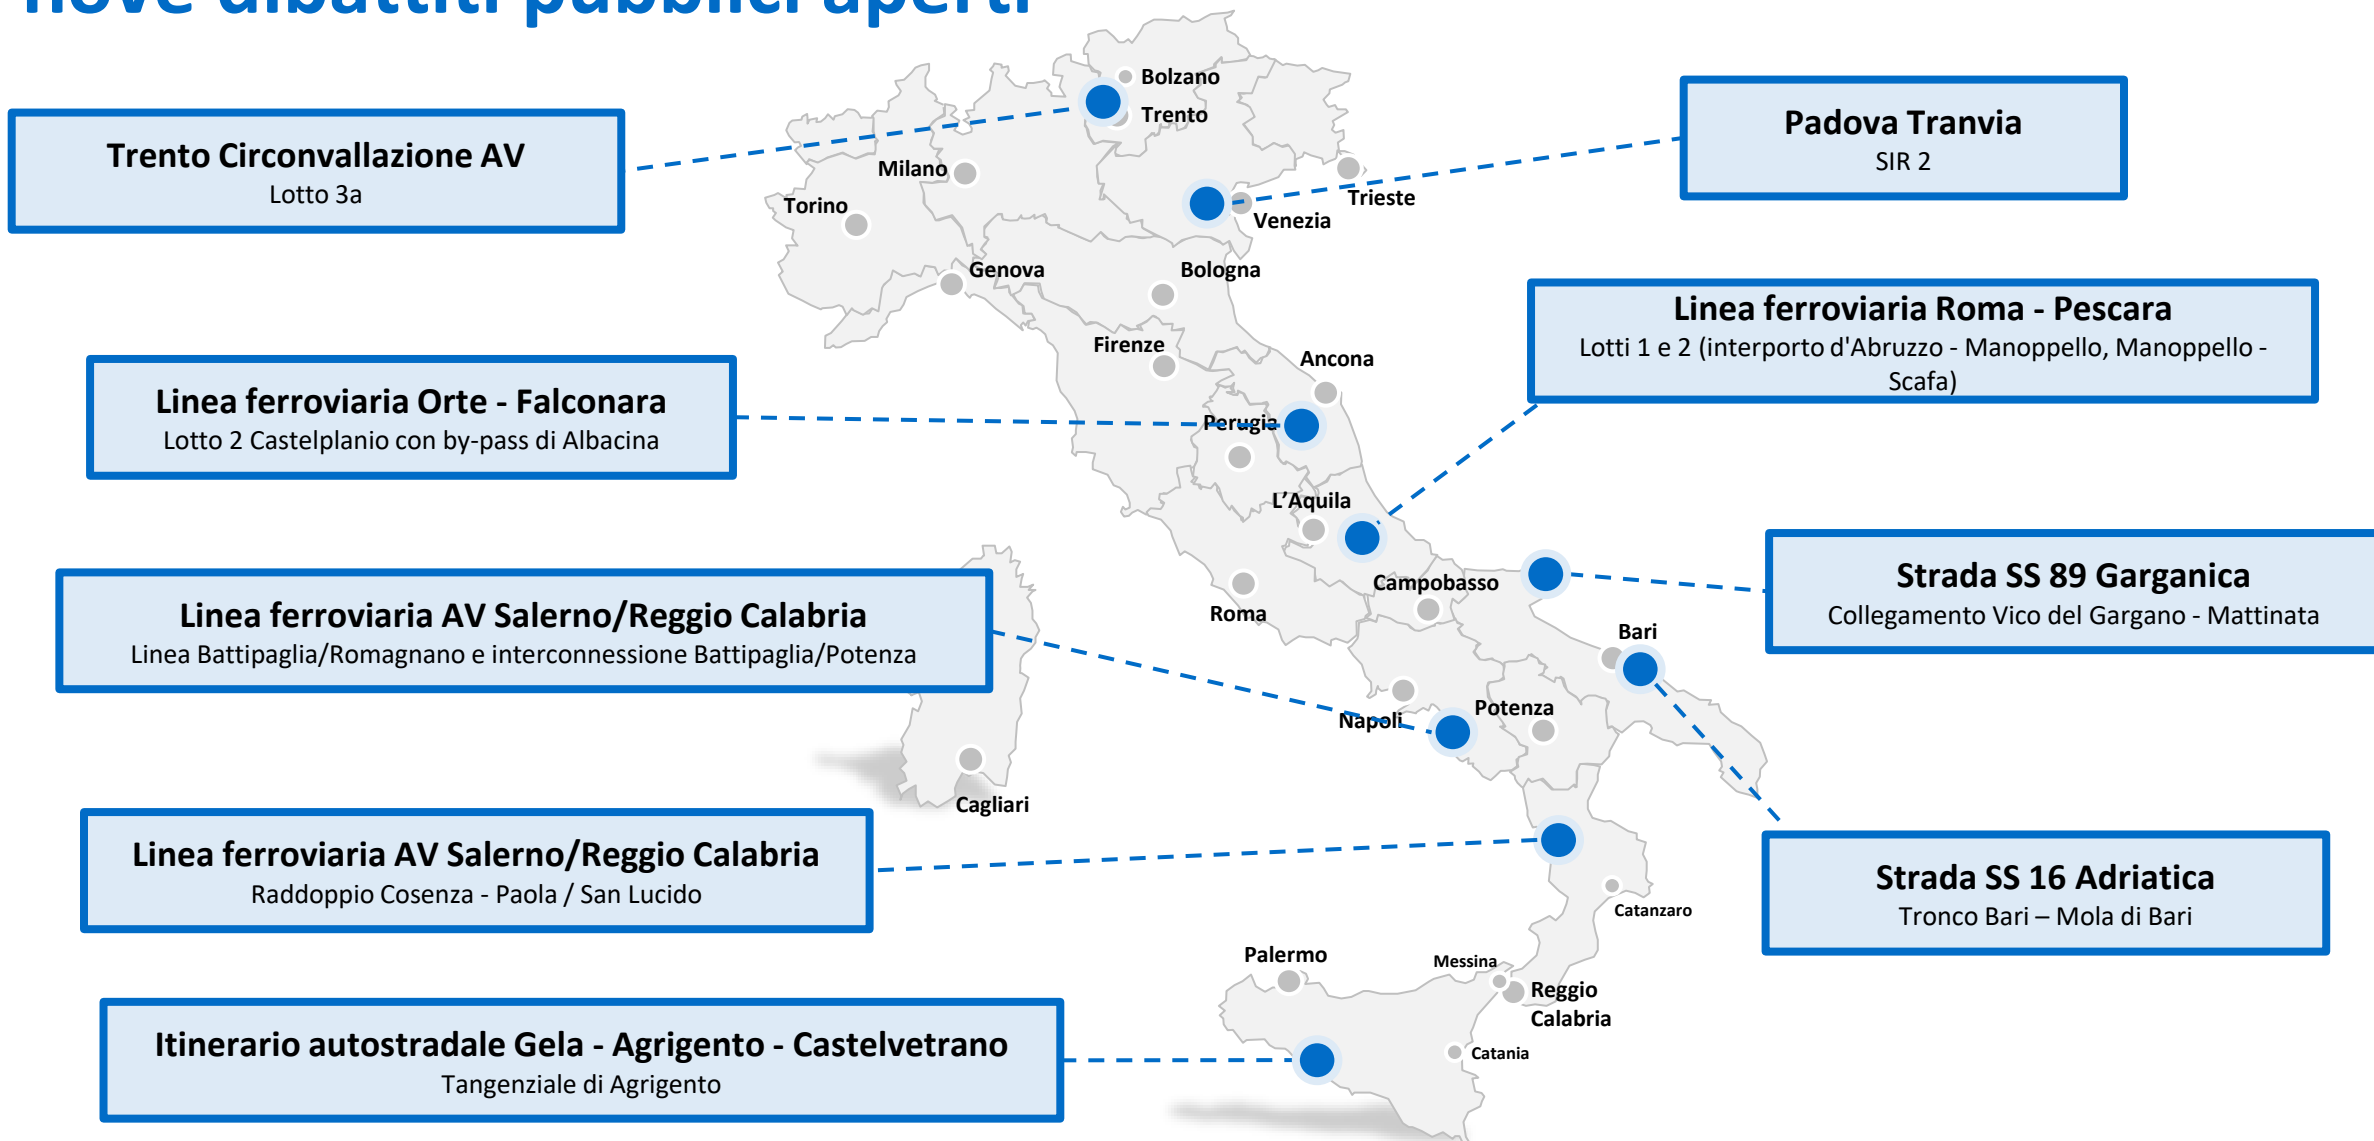 nove dibattiti pubblici aperti
Bolzano
Trento
Trento Circonvallazione AV
Lotto 3a
Padova Tranvia
SIR 2
Milano
Torino
Trieste
Venezia
Genova
Bologna
Linea ferroviaria Roma - Pescara
Lotti 1 e 2 (interporto d'Abruzzo - Manoppello, Manoppello -
Scafa)
Firenze
Ancona
Linea ferroviaria Orte - Falconara
Lotto 2 Castelplanio con by-pass di Albacina
Perugia
L’Aquila
Strada SS 89 Garganica
Collegamento Vico del Gargano - Mattinata
Campobasso
Roma
Linea ferroviaria AV Salerno/Reggio Calabria
Linea Battipaglia/Romagnano e interconnessione Battipaglia/Potenza
Bari
Napoli
Potenza
Cagliari
Linea ferroviaria AV Salerno/Reggio Calabria
Raddoppio Cosenza - Paola / San Lucido
Strada SS 16 Adriatica
Tronco Bari – Mola di Bari
Catanzaro
Palermo
Messina
Reggio
Calabria
Itinerario autostradale Gela - Agrigento - Castelvetrano
Tangenziale di Agrigento
Catania